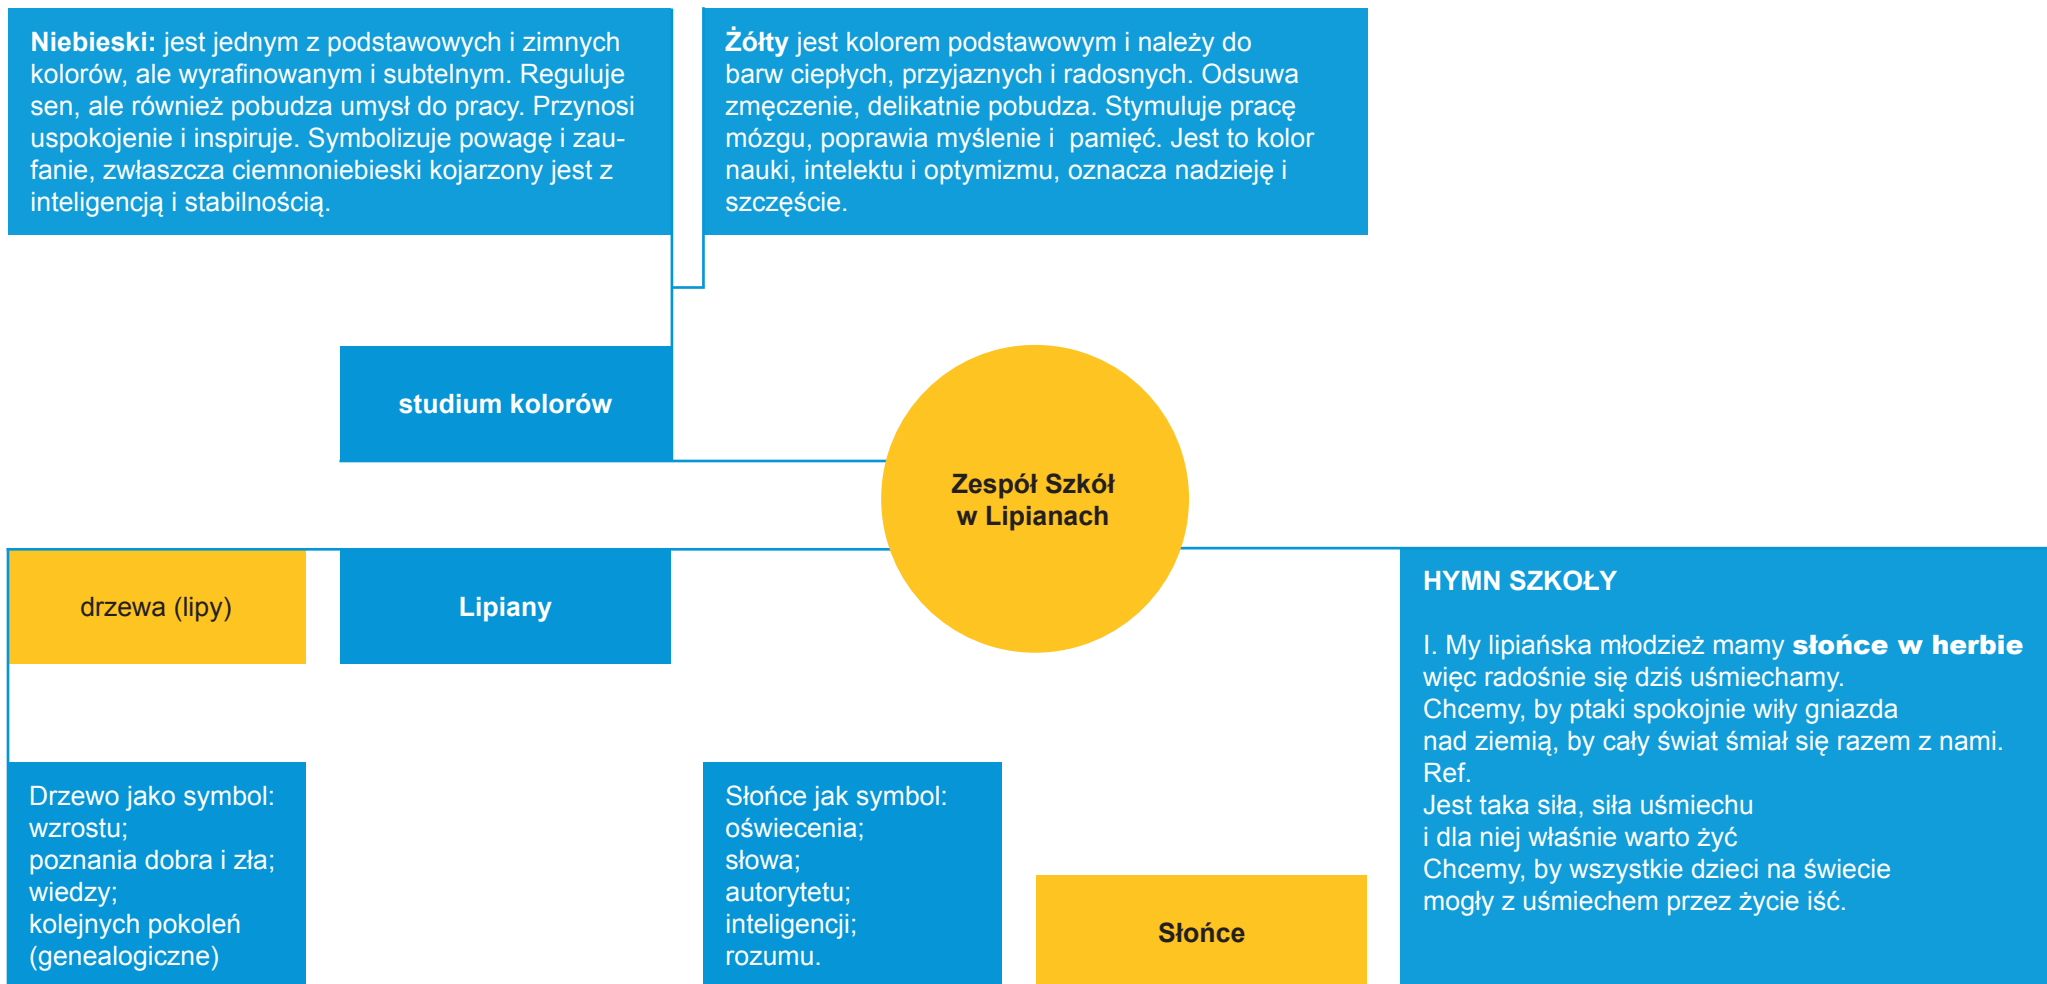 Niebieski: jest jednym z podstawowych i zimnych
kolorów, ale wyrafinowanym i subtelnym. Reguluje
sen, ale również pobudza umysł do pracy. Przynosi
uspokojenie i inspiruje. Symbolizuje powagę i zau-
fanie, zwłaszcza ciemnoniebieski kojarzony jest z
inteligencją i stabilnością.
Żółty jest kolorem podstawowym i należy do
barw ciepłych, przyjaznych i radosnych. Odsuwa
zmęczenie, delikatnie pobudza. Stymuluje pracę
mózgu, poprawia myślenie i  pamięć. Jest to kolor
nauki, intelektu i optymizmu, oznacza nadzieję i
szczęście.
studium kolorów
Zespół Szkół
w Lipianach
drzewa (lipy)
Lipiany
Drzewo jako symbol:
wzrostu;
poznania dobra i zła;
wiedzy;
kolejnych pokoleń
(genealogiczne)
Słońce jak symbol:
oświecenia;
słowa;
autorytetu;
inteligencji;
rozumu.
Słońce
HYMN SZKOŁY
I. My lipiańska młodzież mamy słońce w herbie
więc radośnie się dziś uśmiechamy.
Chcemy, by ptaki spokojnie wiły gniazda
nad ziemią, by cały świat śmiał się razem z nami.
Ref.
Jest taka siła, siła uśmiechu
i dla niej właśnie warto żyć
Chcemy, by wszystkie dzieci na świecie
mogły z uśmiechem przez życie iść.